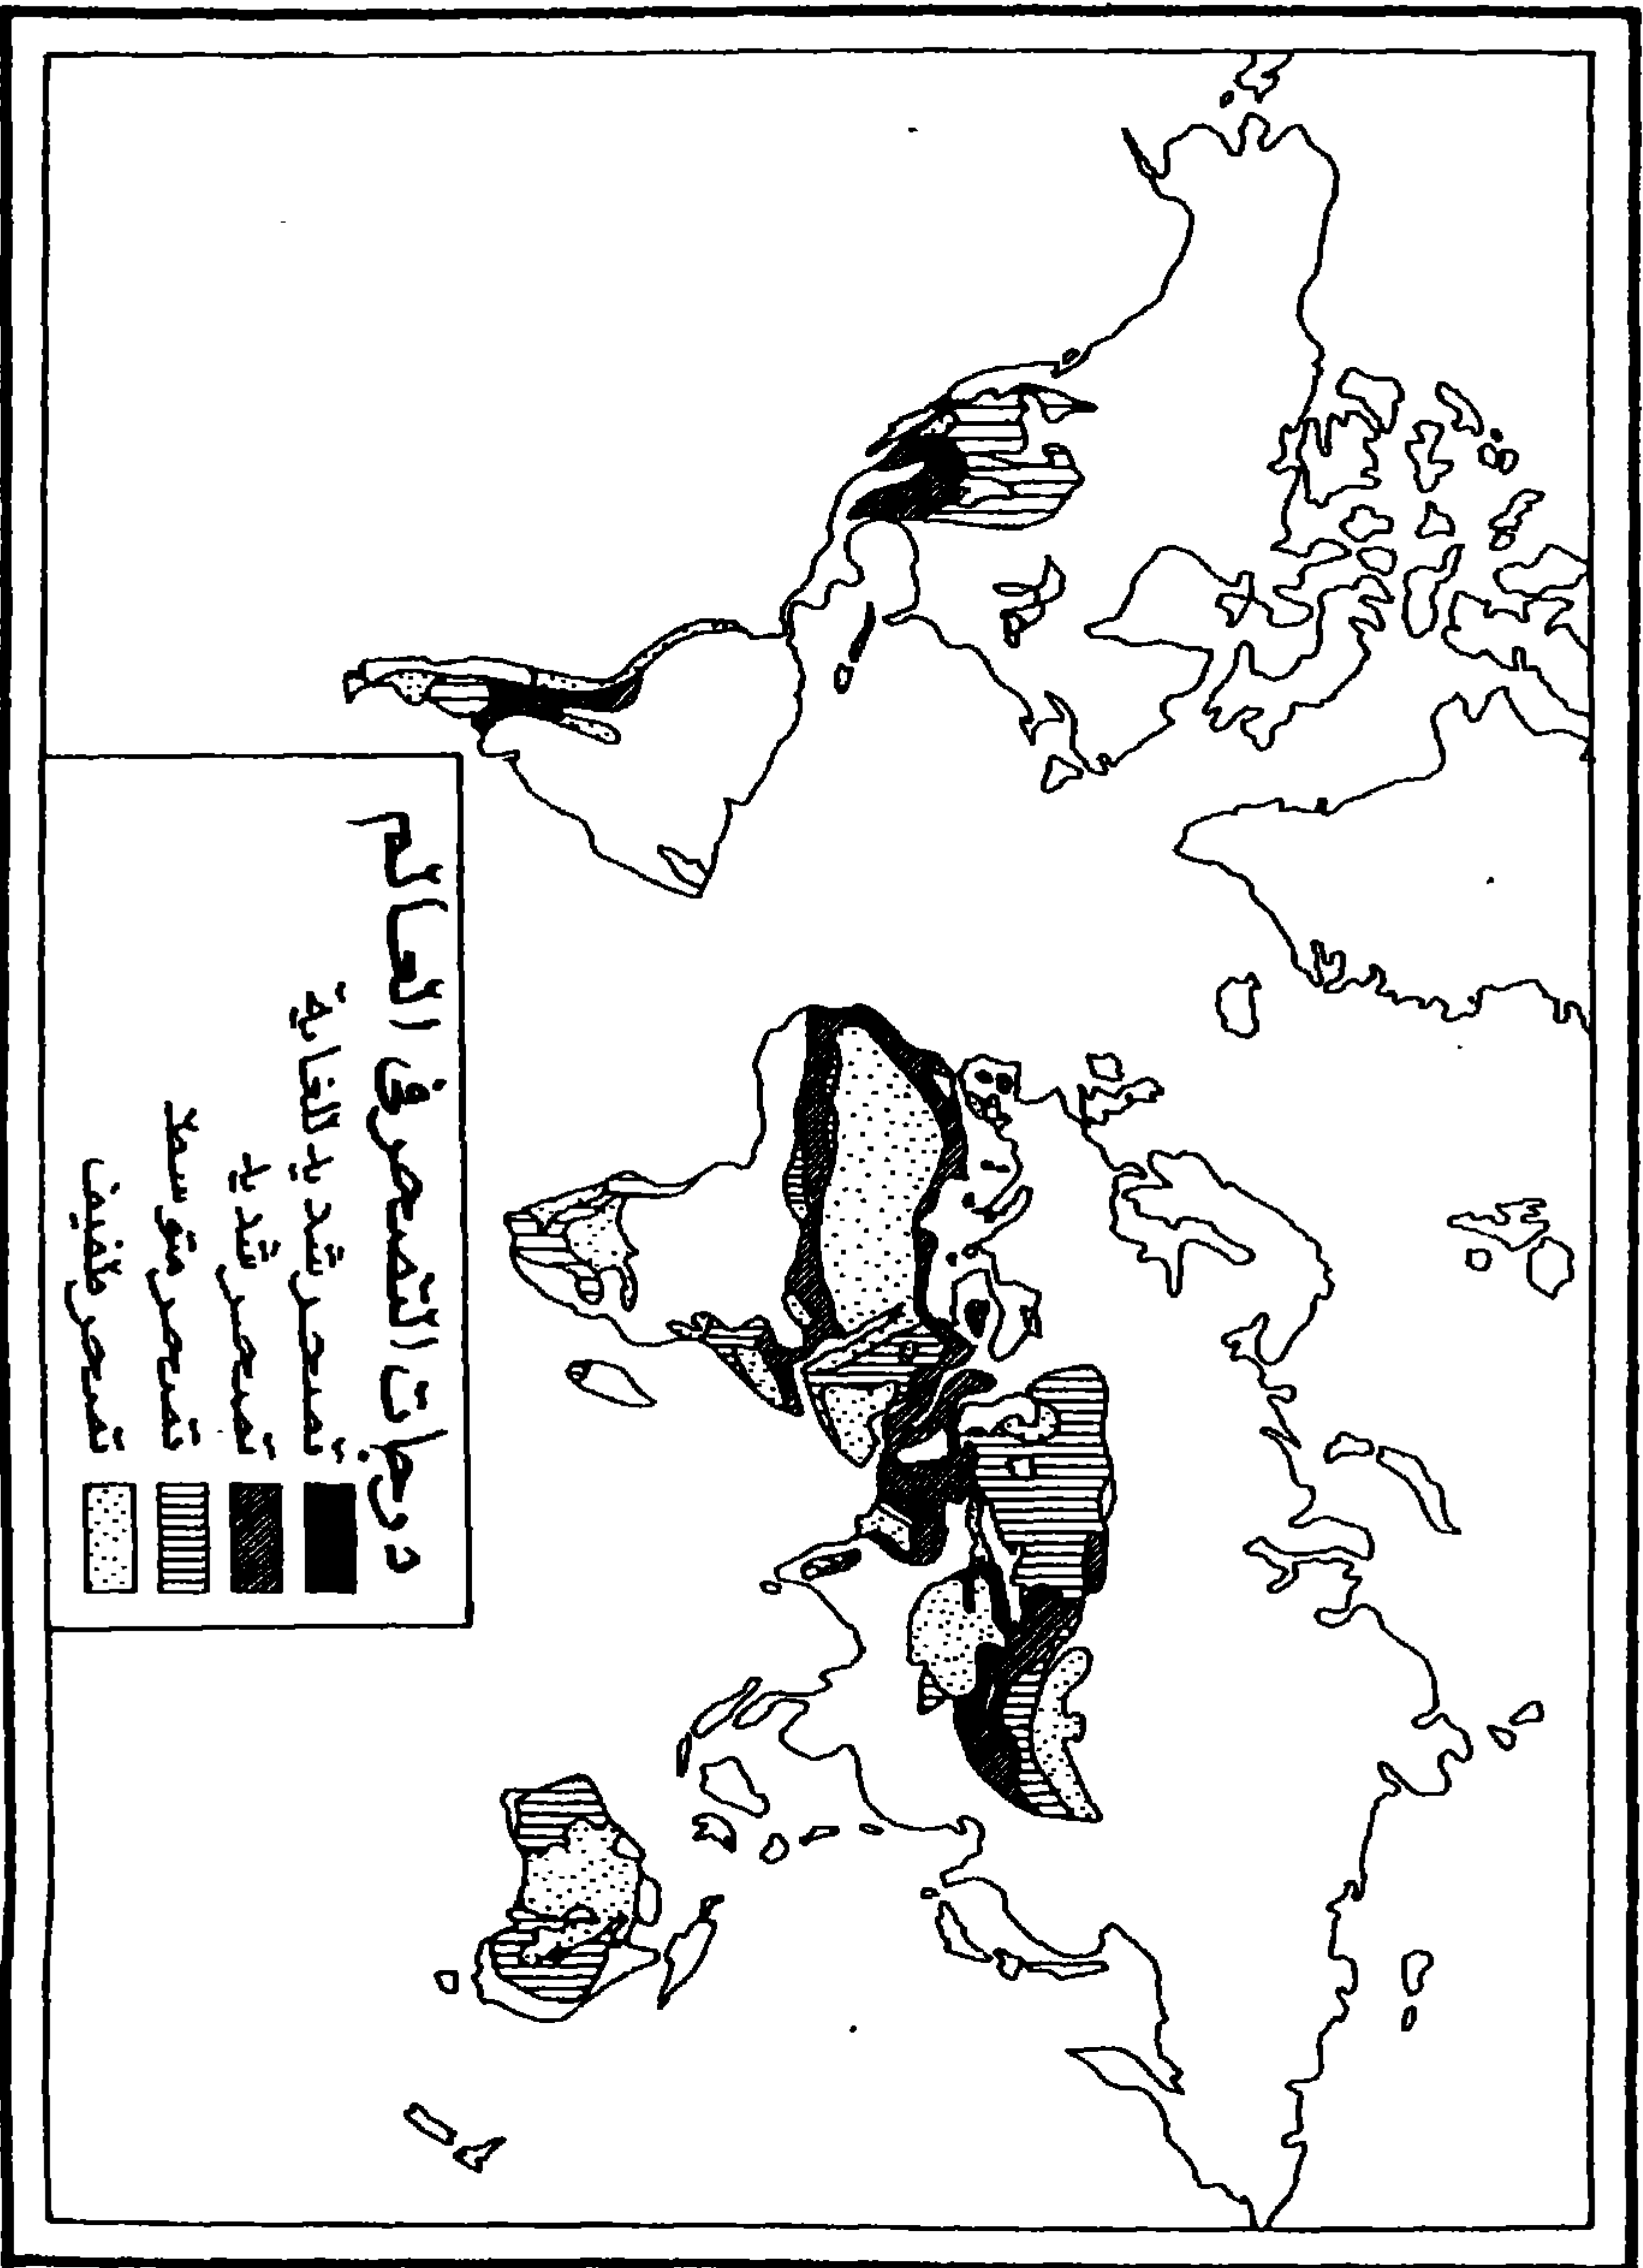 درجات التصحر في العالم
تصحر شديد للغاية
تصحر شديد
تصحر متوسط
تصحر طفيف